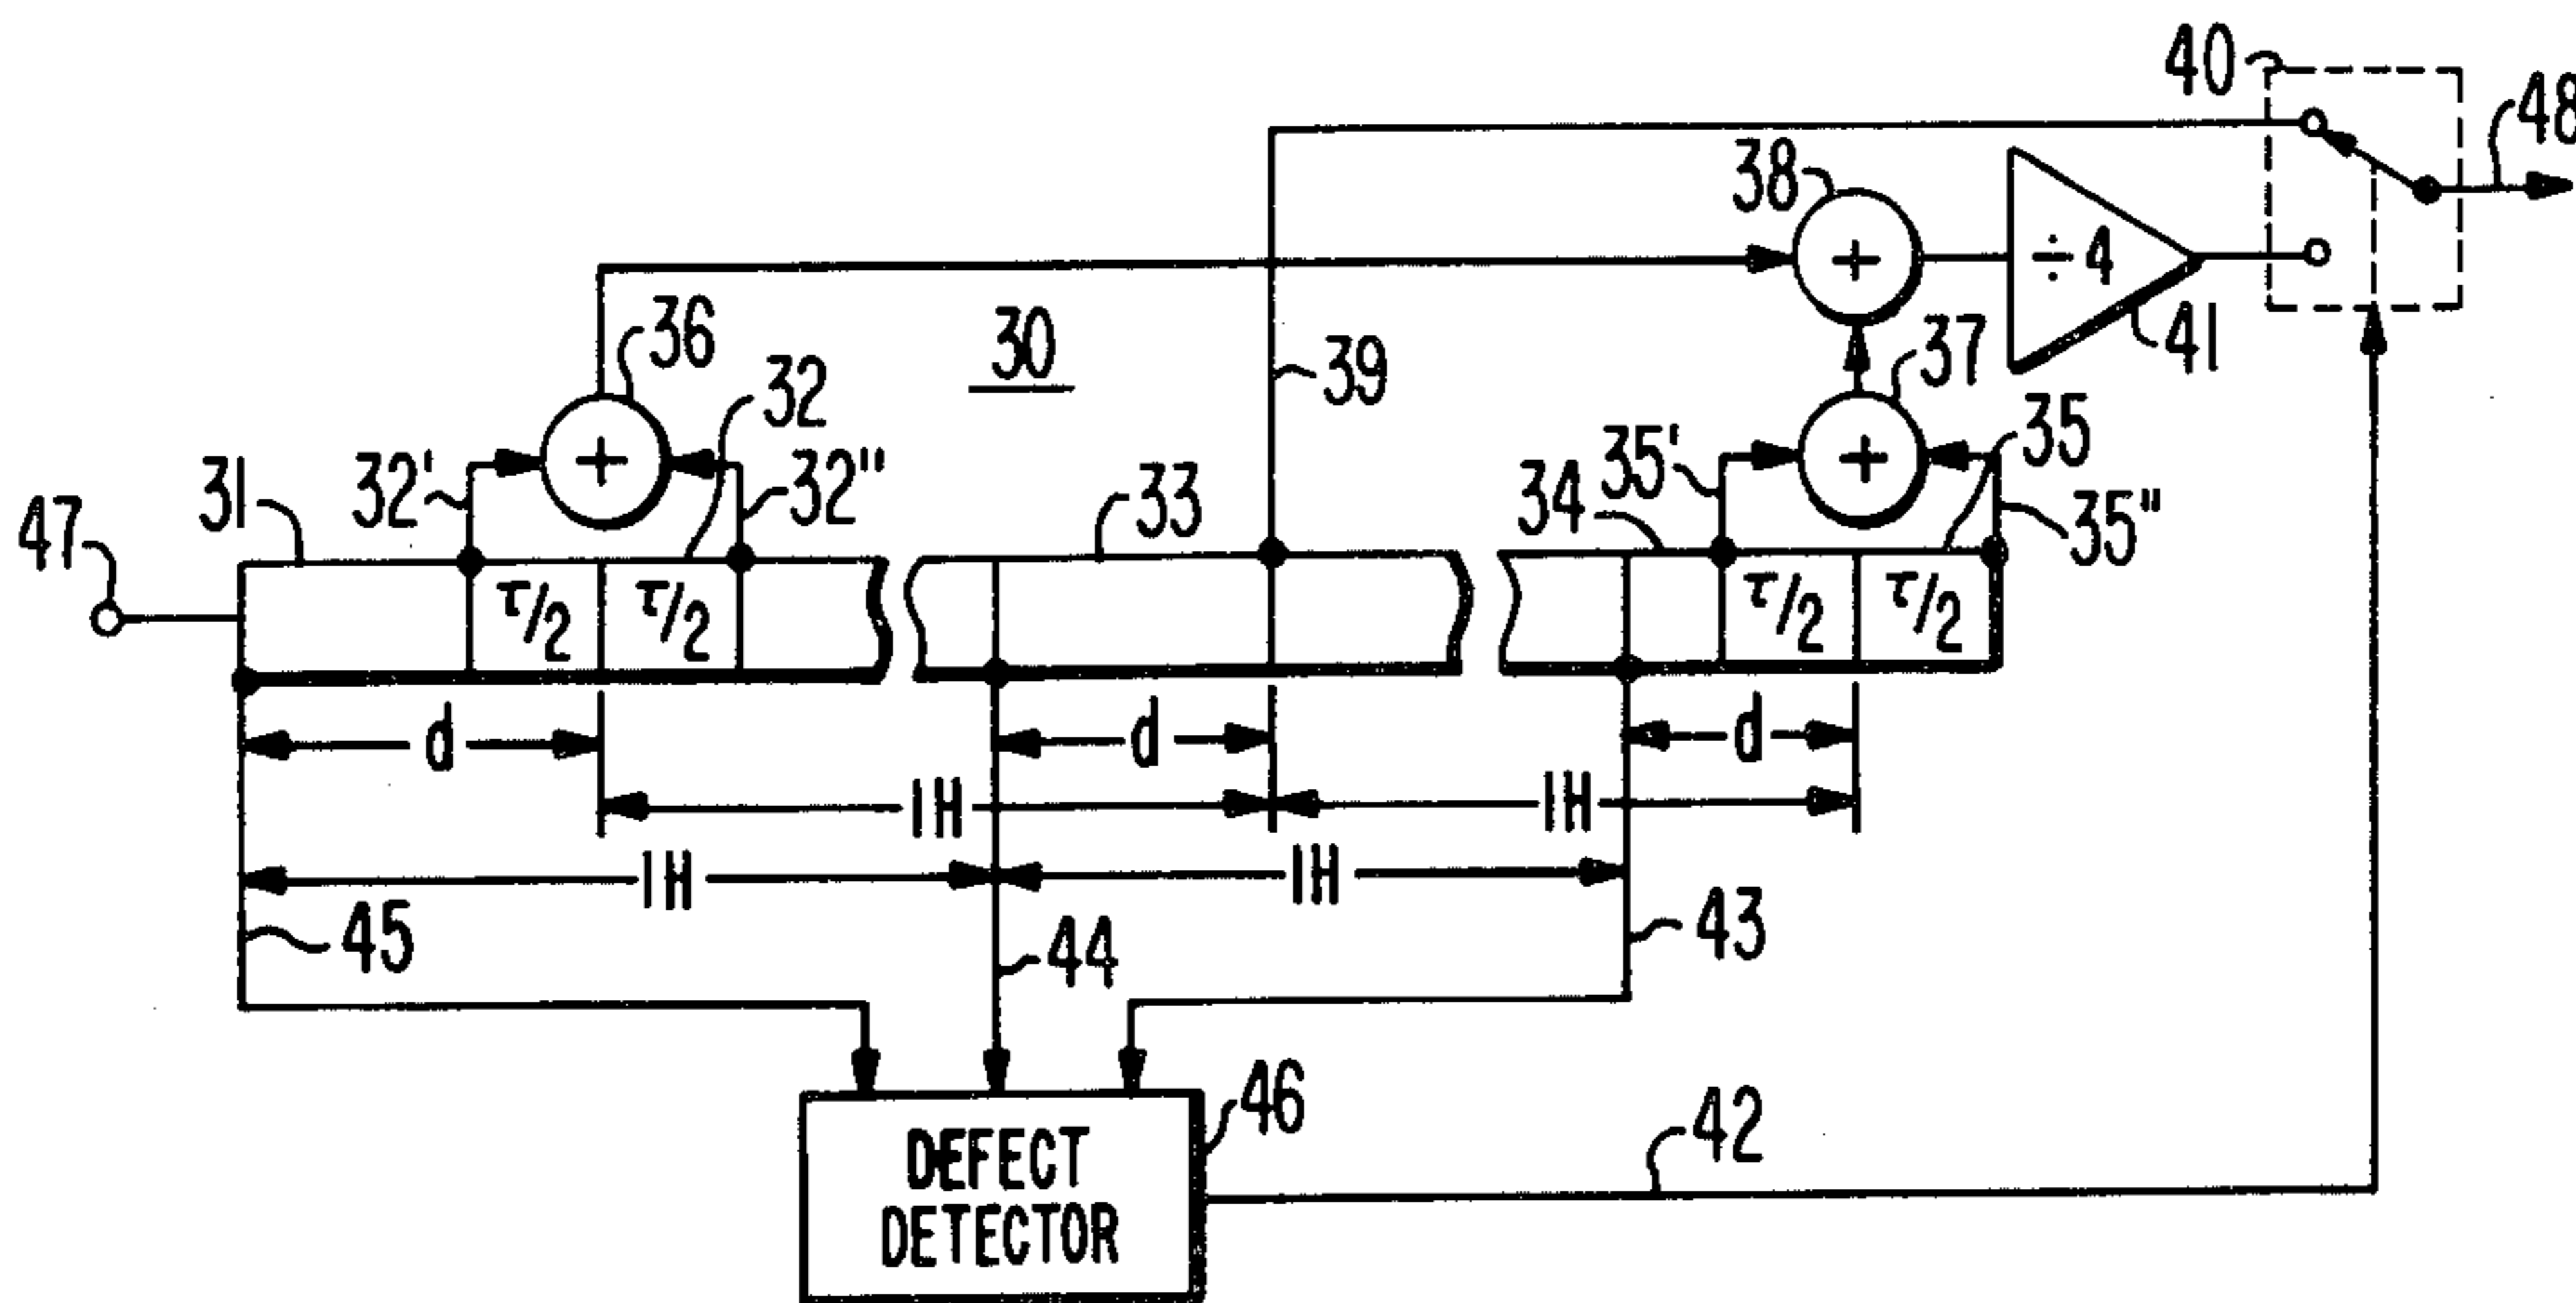 40
48
38
÷ 4
+
36
30
39
37
41
32
+
35'
+
35
31
32'
32"
33
34
35"
47
τ/2 τ/2
τ/2 τ/2
d
d
d
1H
1H
1H
1H
45
44
43
46
42
DEFECT
DETECTOR